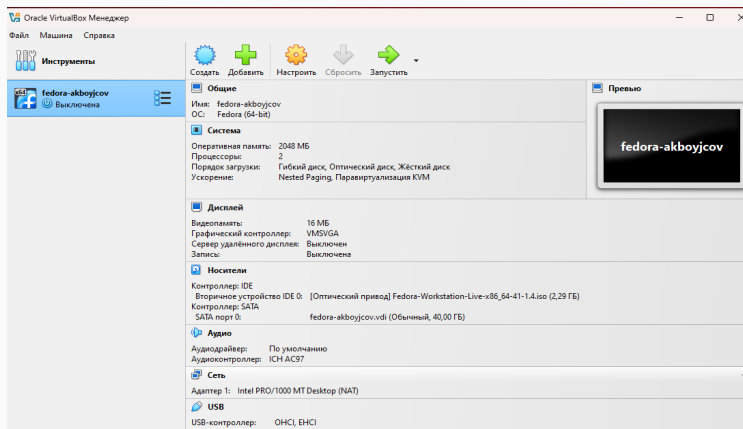 Oracle VirtualBox Менеджер
Файл Машина Справка
Инструменты
Создать Добавить Настроить Сбросить Запустить
fedora-akboyjcov
Выключена
Общие
Имя: fedora-akboyjcov
ОС: Fedora (64-bit)
Превью
fedora-akboyjcov
Система
Оперативная память: 2048 МБ
Процессоры: 2
Порядок загрузки: Гибкий диск, Оптический диск, Жёсткий диск
Ускорение: Nested Paging, Паравиртуализация KVM
Дисплей
Видеопамять: 16 МБ
Графический контроллер: VMSVGA
Сервер удалённого дисплея: Выключен
Запись: Выключена
Носители
Контроллер: IDE
Вторичное устройство IDE 0: [Оптический привод] Fedora-Workstation-Live-x86_64-41-1.4.iso (2,29 ГБ)
Контроллер: SATA
SATA порт 0: fedora-akboyjcov.vdi (Обычный, 40,00 ГБ)
Аудио
Аудиодрайвер: По умолчанию
Аудиоконтроллер: ICH AC97
Сеть
Адаптер 1: Intel PRO/1000 MT Desktop (NAT)
USB
USB-контроллер: OHCI, EHCI